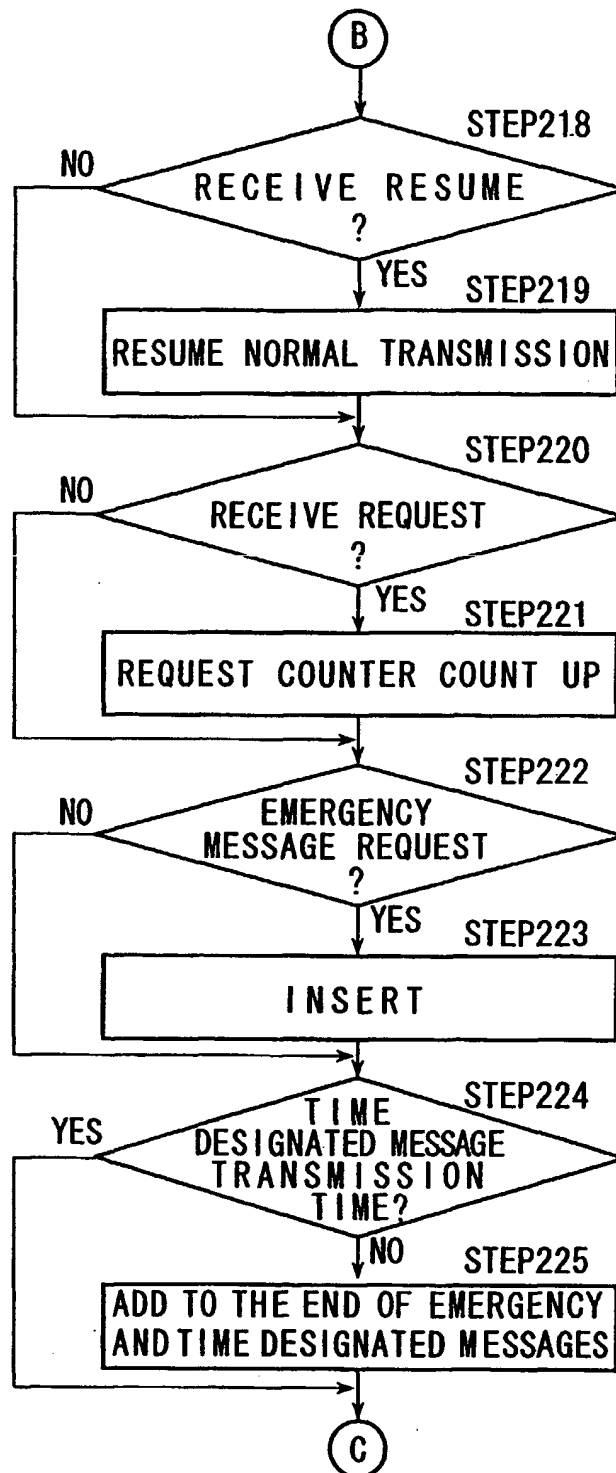 B
STEP218
NO
RECEIVE RESUME
?
YES
STEP219
RESUME NORMAL TRANSMISSION
STEP220
NO
RECEIVE REQUEST
?
YES
STEP221
REQUEST COUNTER COUNT UP
STEP222
NO
EMERGENCY
MESSAGE REQUEST
?
YES
STEP223
INSERT
STEP224
YES
TIME
DESIGNATED MESSAGE
TRANSMISSION
TIME?
NO
STEP225
ADD TO THE END OF EMERGENCY
AND TIME DESIGNATED MESSAGES
C